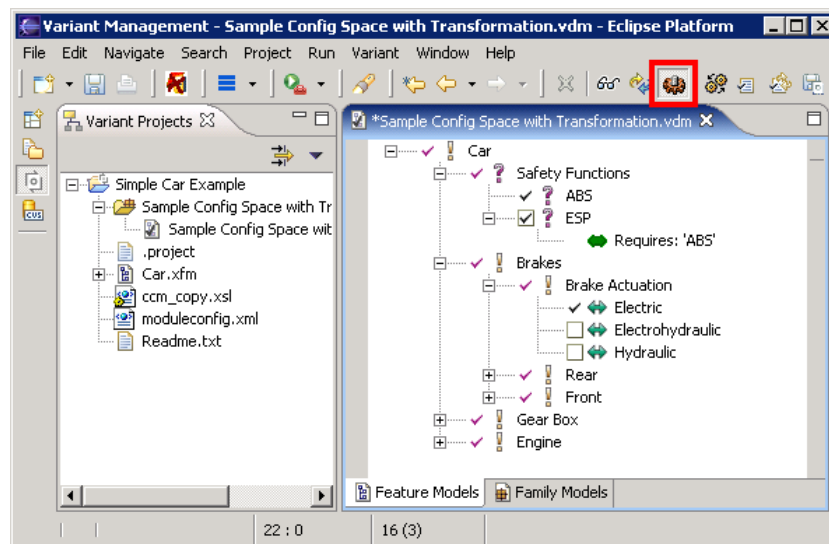 Variant Management - Sample Config Space with Transformation.vdm - Eclipse Platform
File Edit Navigate Search Project Run Variant Window Help
Variant Projects
*Sample Config Space with Transformation.vdm
Simple Car Example
Sample Config Space with Tr
Sample Config Space wit
.project
Car.xfm
ccm_copy.xsl
moduleconfig.xml
Readme.txt
CVS
Car
Safety Functions
ABS
ESP
Requires: 'ABS'
Brakes
Brake Actuation
Electric
Electrohydraulic
Hydraulic
Rear
Front
Gear Box
Engine
Feature Models Family Models
22 : 0 16 (3)